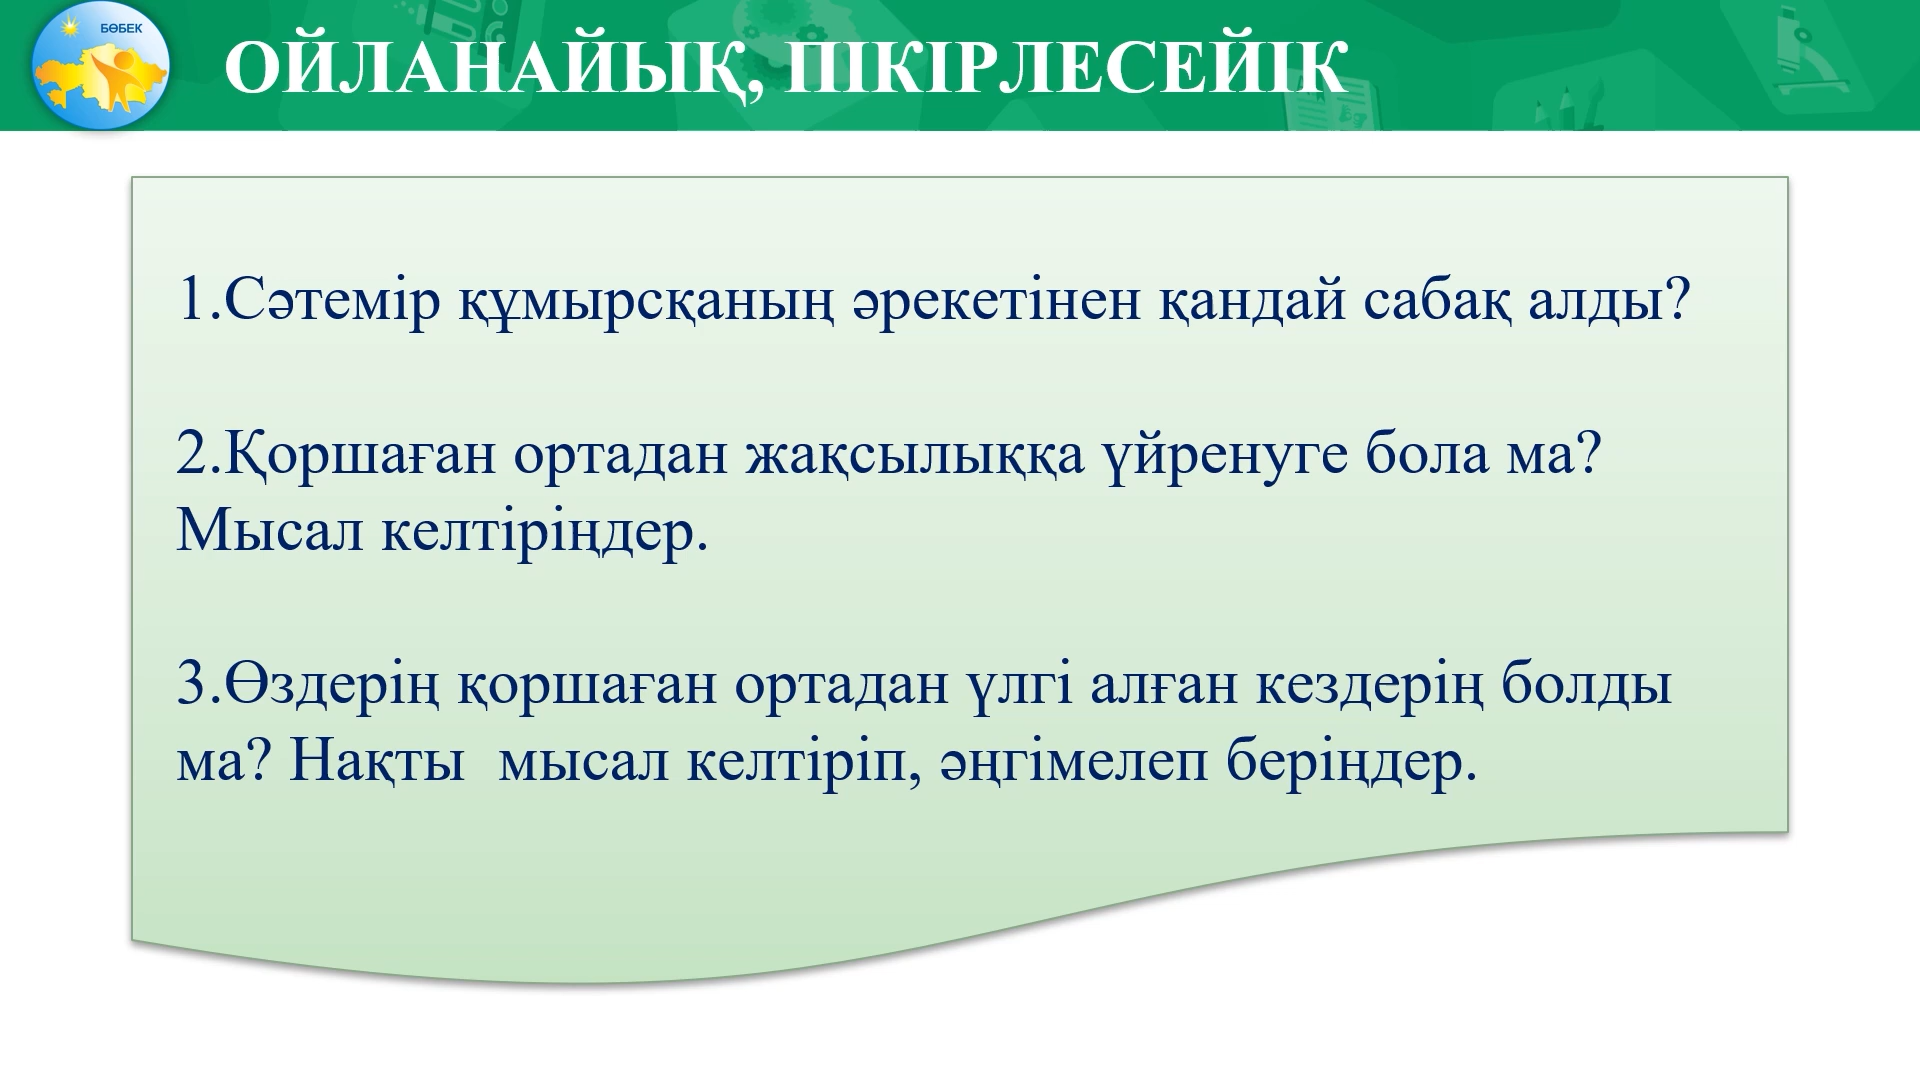 БӨБЕК
ОЙЛАНАЙЫҚ, ПІКІРЛЕСЕЙІК
1.Сәтемір құмырсқаның әрекетінен қандай сабақ алды?
2.Қоршаған ортадан жақсылыққа үйренуге бола ма?
Мысал келтіріңдер.
3.Өздерің қоршаған ортадан үлгі алған кездерің болды
ма? Нақты  мысал келтіріп, әңгімелеп беріңдер.